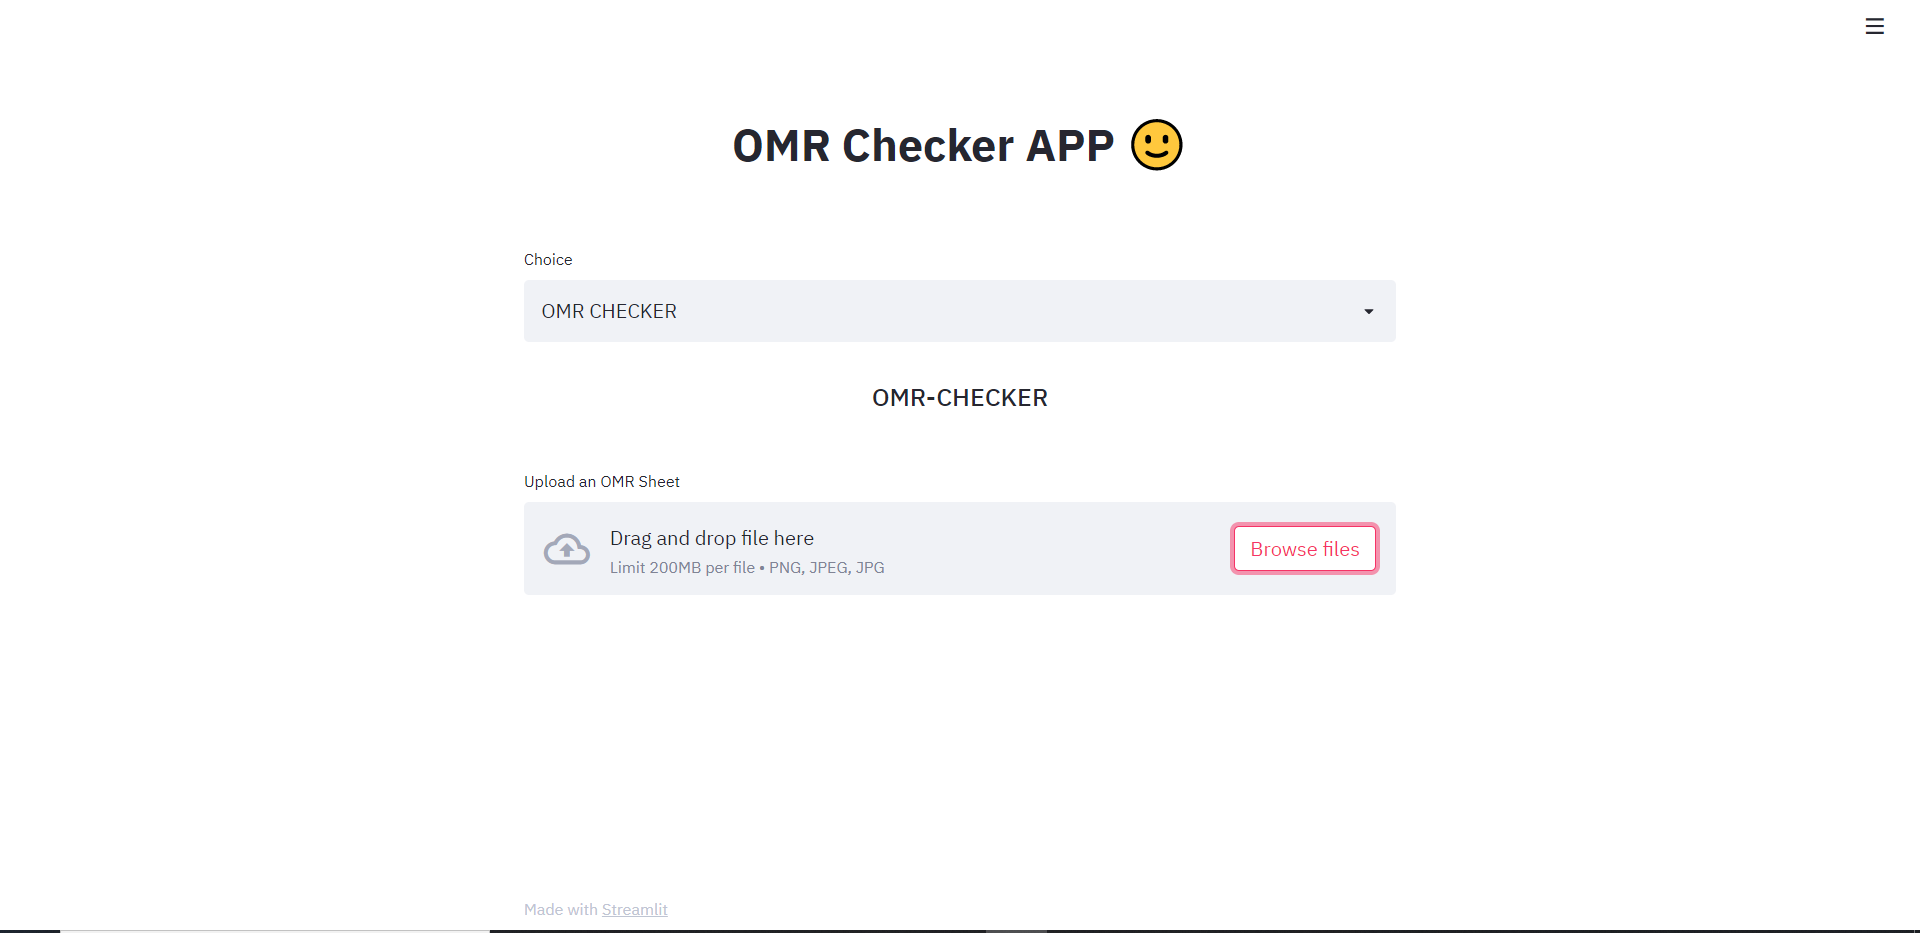 OMR Checker APP 🙂
Choice
OMR CHECKER
OMR-CHECKER
Upload an OMR Sheet
Drag and drop file here
Limit 200MB per file • PNG, JPEG, JPG
Browse files
Made with Streamlit